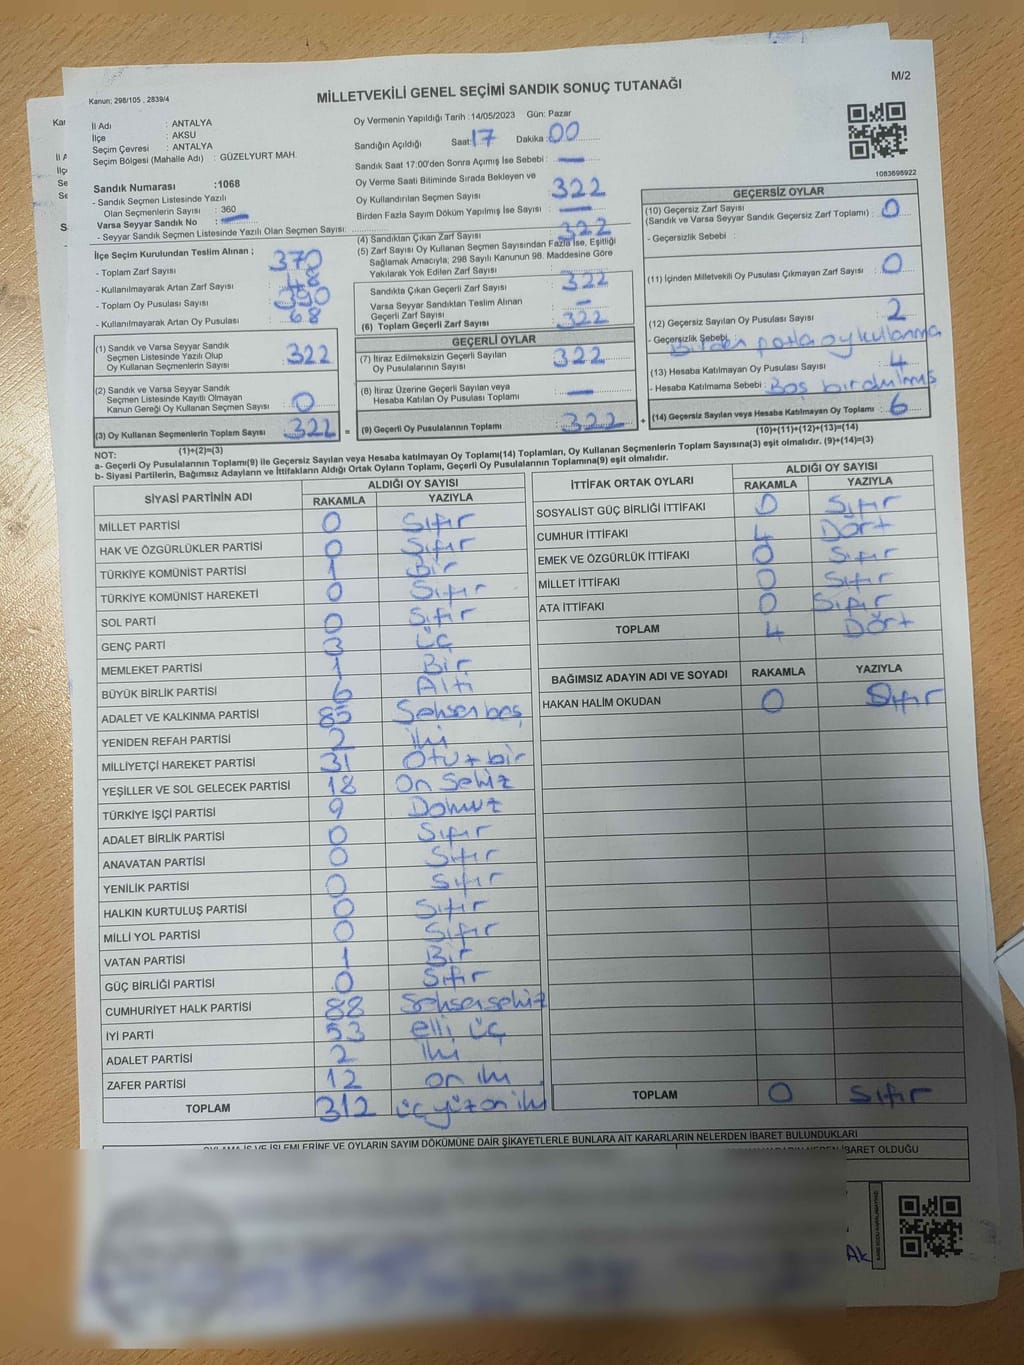 Kanun; 298/105 , 2839/4
MİLLETVEKİLİ GENEL SEÇİMİ SANDIK SONUÇ TUTANAĞI
M/2
İl Adı : ANTALYA
İlçe : AKSU
Seçim Çevresi : ANTALYA
Seçim Bölgesi (Mahalle Adı) : GÜZELYURT MAH.
Sandık Numarası :1068
- Sandık Seçmen Listesinde Yazılı
Olan Seçmenlerin Sayısı : 360
Varsa Seyyar Sandık No : —
- Seyyar Sandık Seçmen Listesinde Yazılı Olan Seçmen Sayısı:
Oy Vermenin Yapıldığı Tarih :14/05/2023 Gün: Pazar
Sandığın Açıldığı Saat:17 Dakika:00
Sandık Saat 17:00'den Sonra Açımış İse Sebebi : —
Oy Verme Saati Bitiminde Sırada Bekleyen ve
Oy Kullandırılan Seçmen Sayısı : 322
Birden Fazla Sayım Döküm Yapılmış İse Sayısı : —
1083698922
İlçe Seçim Kurulundan Teslim Alınan ;
- Toplam Zarf Sayısı : 370
- Kullanılmayarak Artan Zarf Sayısı : 48
- Toplam Oy Pusulası Sayısı : 390
- Kullanılmayarak Artan Oy Pusulası : 68
(1) Sandık ve Varsa Seyyar Sandık
Seçmen Listesinde Yazılı Olup
Oy Kullanan Seçmenlerin Sayısı : 322
(2) Sandık ve Varsa Seyyar Sandık
Seçmen Listesinde Kayıtlı Olmayan
Kanun Gereği Oy Kullanan Seçmen Sayısı : 0
(3) Oy Kullanan Seçmenlerin Toplam Sayısı : 322 =
(1)+(2)=(3)
(4) Sandıktan Çıkan Zarf Sayısı : 322
(5) Zarf Sayısı Oy Kullanan Seçmen Sayısından Fazla İse, Eşitliği
Sağlamak Amacıyla, 298 Sayılı Kanunun 98. Maddesine Göre
Yakılarak Yok Edilen Zarf Sayısı :
Sandıkta Çıkan Geçerli Zarf Sayısı : 322
Varsa Seyyar Sandıktan Teslim Alınan
Geçerli Zarf Sayısı : —
(6) Toplam Geçerli Zarf Sayısı : 322
GEÇERLİ OYLAR
(7) İtiraz Edilmeksizin Geçerli Sayılan
Oy Pusulalarının Sayısı : 322
(8) İtiraz Üzerine Geçerli Sayılan veya
Hesaba Katılan Oy Pusulası Toplamı : —
(9) Geçerli Oy Pusulalarının Toplamı : 322 +
GEÇERSİZ OYLAR
(10) Geçersiz Zarf Sayısı
(Sandık ve Varsa Seyyar Sandık Geçersiz Zarf Toplamı) : 0
- Geçersizlik Sebebi :
(11) İçinden Milletvekili Oy Pusulası Çıkmayan Zarf Sayısı : 0
(12) Geçersiz Sayılan Oy Pusulası Sayısı : 2
- Geçersizlik Sebebi: Birden fazla oy kullanma
(13) Hesaba Katılmayan Oy Pusulası Sayısı : 4
- Hesaba Katılmama Sebebi : Boş
(14) Geçersiz Sayılan veya Hesaba Katılmayan Oy Toplamı : 6
(10)+(11)+(12)+(13)=(14)
NOT:
a- Geçerli Oy Pusulalarının Toplamı(9) ile Geçersiz Sayılan veya Hesaba katılmayan Oy Toplamı(14) Toplamları, Oy Kullanan Seçmenlerin Toplam Sayısına(3) eşit olmalıdır. (9)+(14)=(3)
b- Siyasi Partilerin, Bağımsız Adayların ve İttifakların Aldığı Ortak Oyların Toplamı, Geçerli Oy Pusulalarının Toplamına(9) eşit olmalıdır.
SİYASİ PARTİNİN ADI ALDIĞI OY SAYISI
RAKAMLA YAZIYLA
MİLLET PARTİSİ 0 Sıfır
HAK VE ÖZGÜRLÜKLER PARTİSİ 0 Sıfır
TÜRKİYE KOMÜNİST PARTİSİ 1 Bir
TÜRKİYE KOMÜNİST HAREKETİ 0 Sıfır
SOL PARTİ 0 Sıfır
GENÇ PARTİ 3 üç
MEMLEKET PARTİSİ 1 Bir
BÜYÜK BİRLİK PARTİSİ 6 Altı
ADALET VE KALKINMA PARTİSİ 85 Seksen beş
YENİDEN REFAH PARTİSİ 2 iki
MİLLİYETÇİ HAREKET PARTİSİ 31 Otuz bir
YEŞİLLER VE SOL GELECEK PARTİSİ 18 On Sekiz
TÜRKİYE İŞÇİ PARTİSİ 9 Dokuz
ADALET BİRLİK PARTİSİ 0 Sıfır
ANAVATAN PARTİSİ 0 Sıfır
YENİLİK PARTİSİ 0 Sıfır
HALKIN KURTULUŞ PARTİSİ 0 Sıfır
MİLLİ YOL PARTİSİ 0 Sıfır
VATAN PARTİSİ 1 Bir
GÜÇ BİRLİĞİ PARTİSİ 0 Sıfır
CUMHURİYET HALK PARTİSİ 88 Seksensekiz
İYİ PARTİ 53 elli üç
ADALET PARTİSİ 2 iki
ZAFER PARTİSİ 12 on iki
TOPLAM 312 üç yüz on iki
İTTİFAK ORTAK OYLARI ALDIĞI OY SAYISI
RAKAMLA YAZIYLA
SOSYALİST GÜÇ BİRLİĞİ İTTİFAKI 0 Sıfır
CUMHUR İTTİFAKI 4 Dört
EMEK VE ÖZGÜRLÜK İTTİFAKI 0 Sıfır
MİLLET İTTİFAKI 0 Sıfır
ATA İTTİFAKI 0 Sıfır
TOPLAM 4 Dört
BAĞIMSIZ ADAYIN ADI VE SOYADI RAKAMLA YAZIYLA
HAKAN HALİM OKUDAN 0 Sıfır
TOPLAM 0 Sıfır
OYLAMA İŞ VE İŞLEMLERİNE VE OYLARIN SAYIM DÖKÜMÜNE DAİR ŞİKAYETLERLE BUNLARA AİT KARARLARIN NELERDEN İBARET BULUNDUKLARI
İBARET OLDUĞU